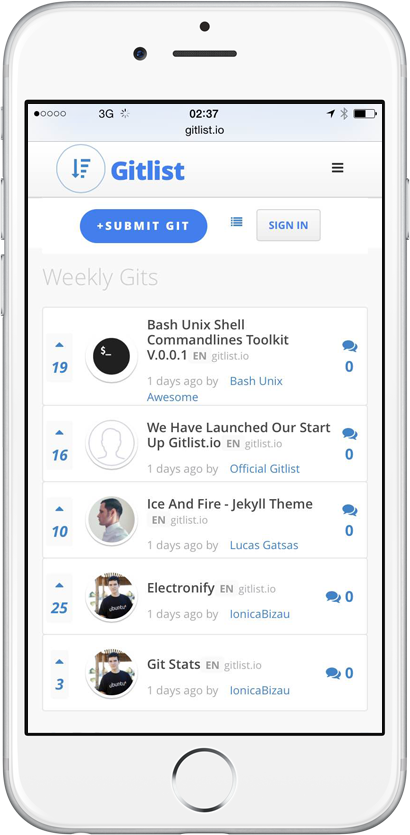 3G 02:37
gitlist.io
Gitlist
+SUBMIT GIT SIGN IN
Weekly Gits
Bash Unix Shell
Commandlines Toolkit
V.0.0.1 EN gitlist.io
19
$_
0
1 days ago by Bash Unix
Awesome
We Have Launched Our Start
Up Gitlist.io EN gitlist.io
16
0
1 days ago by Official Gitlist
Ice And Fire - Jekyll Theme
EN gitlist.io
10
0
1 days ago by Lucas Gatsas
Electronify EN gitlist.io
25
0
ubuntu
1 days ago by IonicaBizau
Git Stats EN gitlist.io
3
0
ubuntu
1 days ago by IonicaBizau